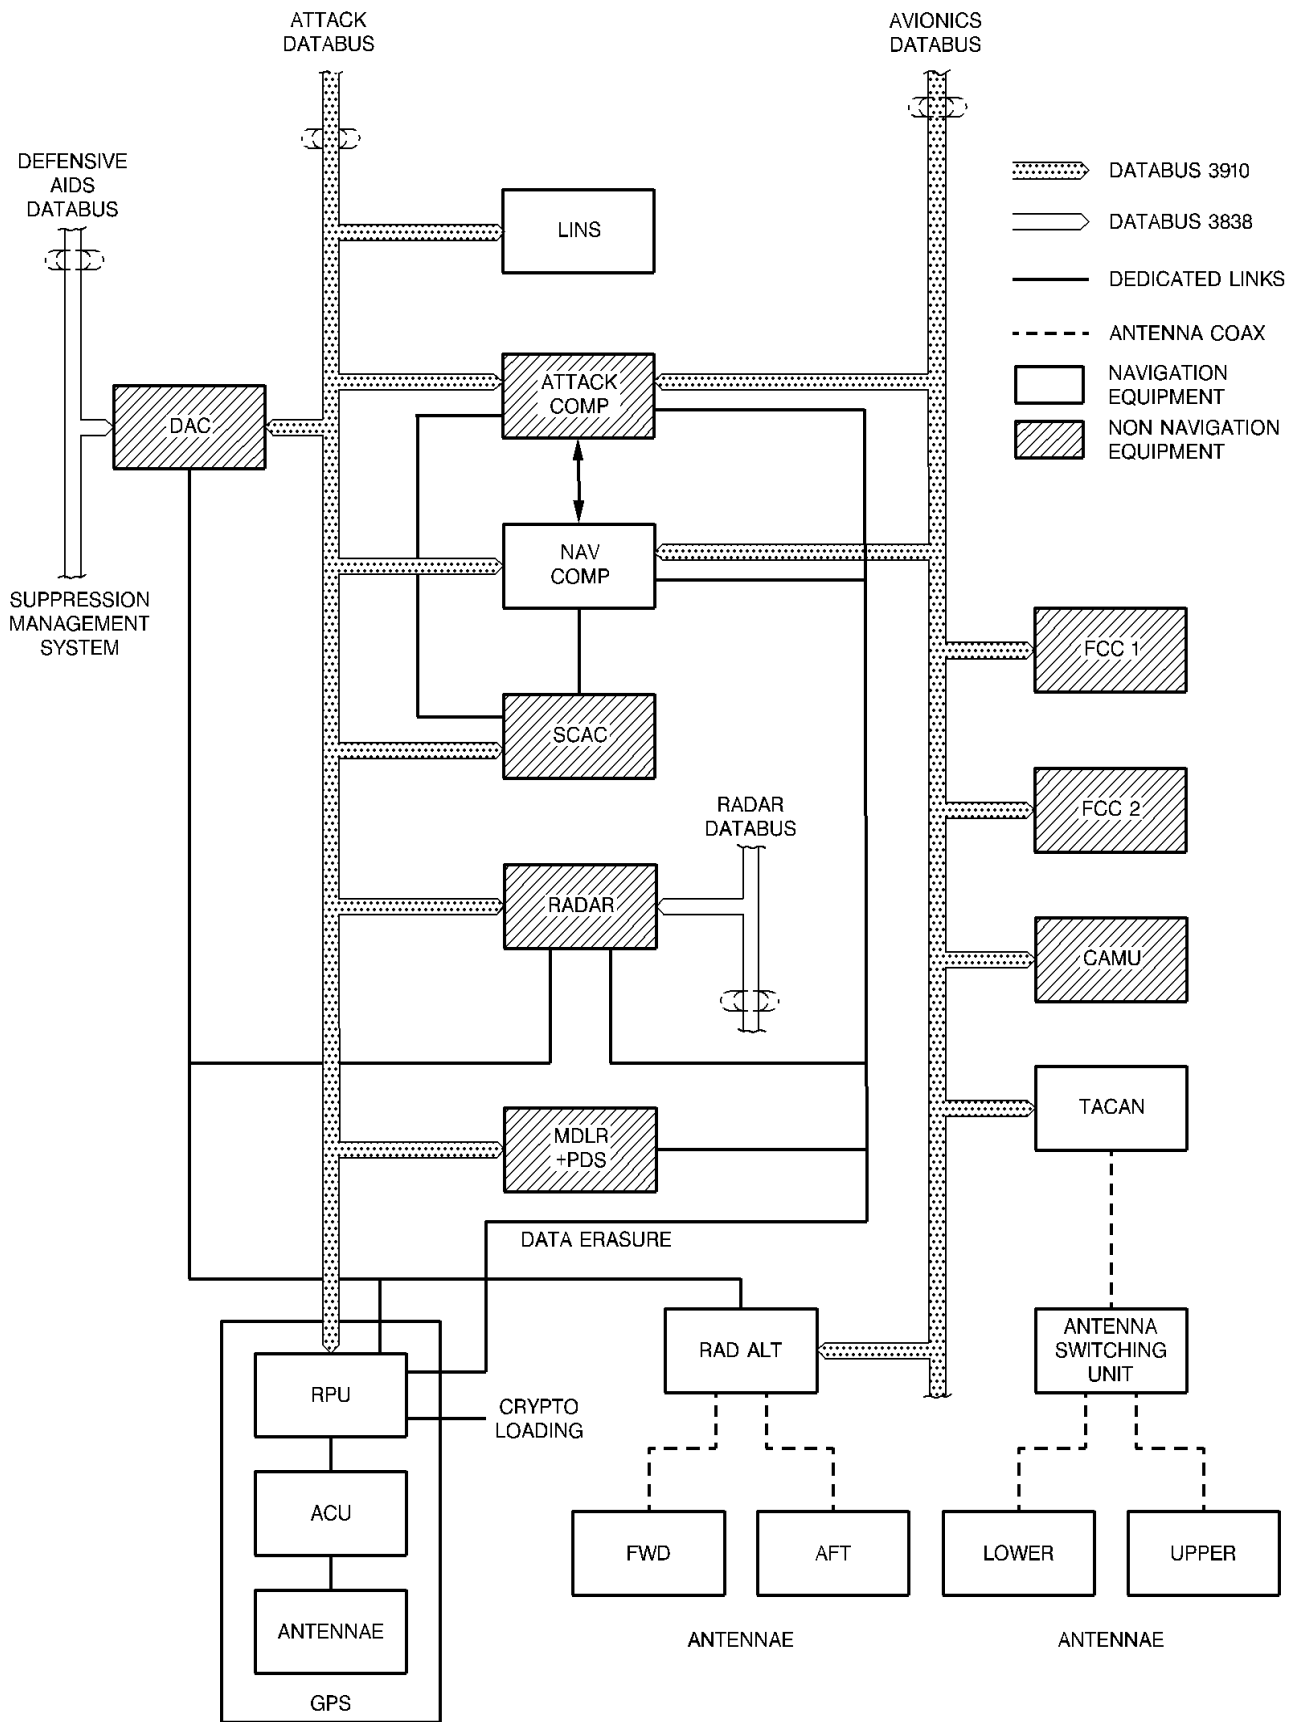 ATTACK
DATABUS
AVIONICS
DATABUS
DEFENSIVE
AIDS
DATABUS
DATABUS 3910
DATABUS 3838
DEDICATED LINKS
ANTENNA COAX
NAVIGATION
EQUIPMENT
NON NAVIGATION
EQUIPMENT
LINS
ATTACK
COMP
DAC
NAV
COMP
SUPPRESSION
MANAGEMENT
SYSTEM
FCC 1
SCAC
RADAR
DATABUS
FCC 2
RADAR
CAMU
TACAN
MDLR
+PDS
DATA ERASURE
RAD ALT
ANTENNA
SWITCHING
UNIT
RPU
CRYPTO
LOADING
ACU
FWD
AFT
LOWER
UPPER
ANTENNAE
ANTENNAE
ANTENNAE
GPS